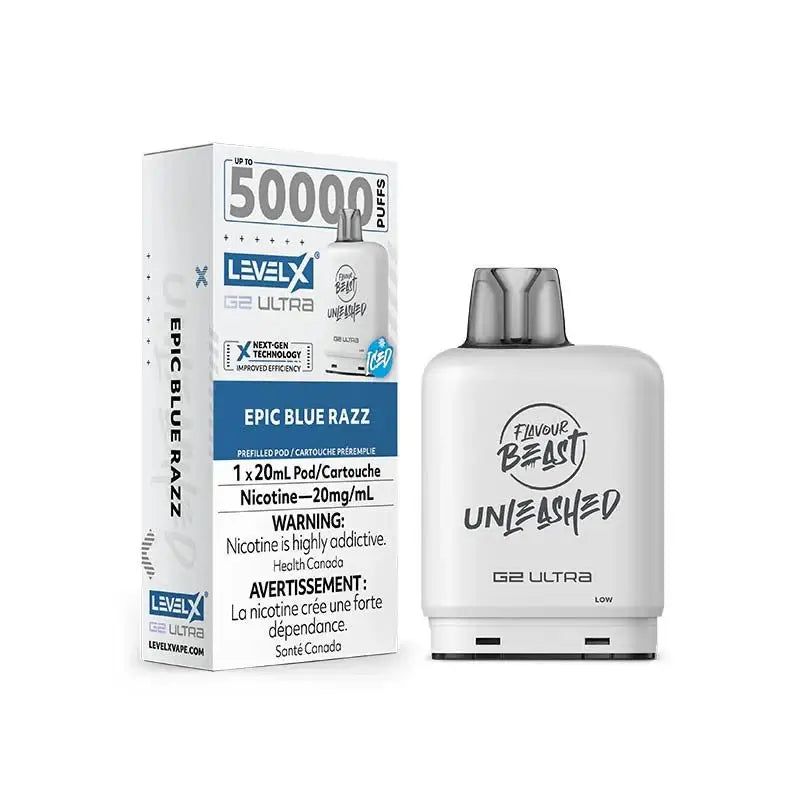 UP TO
50000
PUFFS
LEVELX®
G2 ULTRA
FLAVOUR
BEAST
UNLEASHED
G2 ULTRA
X NEXT-GEN
TECHNOLOGY
IMPROVED EFFICIENCY
ICED
EPIC BLUE RAZZ
PREFILLED POD / CARTOUCHE PRÉREMPLIE
1 x 20mL Pod/Cartouche
Nicotine—20mg/mL
WARNING:
Nicotine is highly addictive.
Health Canada
AVERTISSEMENT :
La nicotine crée une forte
dépendance.
Santé Canada
EPIC BLUE RAZZ
LEVELX
G2 ULTRA
LEVELXVAPE.COM
FLAVOUR
BEAST
UNLEASHED
G2 ULTRA
LOW